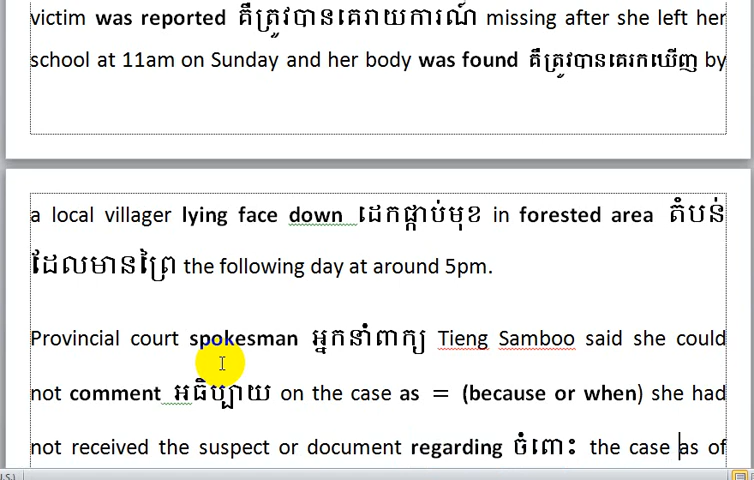 victim was reported គឺត្រូវបានគេរាយការណ៍ missing after she left her
school at 11am on Sunday and her body was found គឺត្រូវបានគេរកឃើញ by
a local villager lying face down ដេកផ្កាប់មុខ in forested area តំបន់
ដែលមានព្រៃ the following day at around 5pm.
Provincial court spokesman អ្នកនាំពាក្យ Tieng Samboo said she could
not comment អធិប្បាយ on the case as = (because or when) she had
not received the suspect or document regarding ចំពោះ the case as of